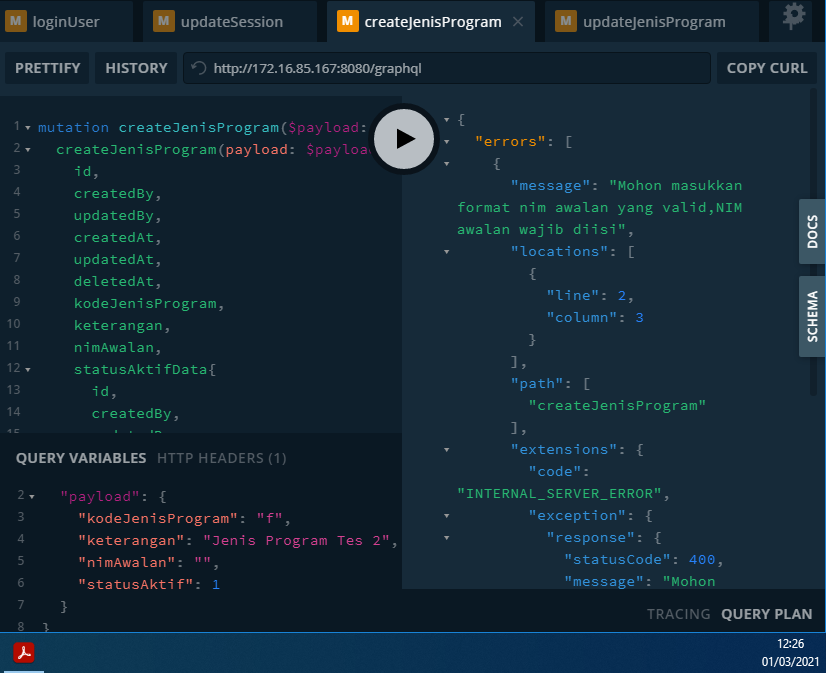 M loginUser
M updateSession
M createJenisProgram ×
M updateJenisProgram
PRETTIFY
HISTORY
http://172.16.85.167:8080/graphql
COPY CURL
1 mutation createJenisProgram($payload:
2 createJenisProgram(payload: $payload
3 id,
4 createdBy,
5 updatedBy,
6 createdAt,
7 updatedAt,
8 deletedAt,
9 kodeJenisProgram,
10 keterangan,
11 nimAwalan,
12 statusAktifData{
13 id,
14 createdBy,
QUERY VARIABLES HTTP HEADERS (1)
2 "payload": {
3 "kodeJenisProgram": "f",
4 "keterangan": "Jenis Program Tes 2",
5 "nimAwalan": "",
6 "statusAktif": 1
7 }
8 }
{
"errors": [
{
"message": "Mohon masukkan
format nim awalan yang valid,NIM
awalan wajib diisi",
"locations": [
{
"line": 2,
"column": 3
}
],
"path": [
"createJenisProgram"
],
"extensions": {
"code":
"INTERNAL_SERVER_ERROR",
"exception": {
"response": {
"statusCode": 400,
"message": "Mohon
DOCS
SCHEMA
TRACING QUERY PLAN
12:26
01/03/2021